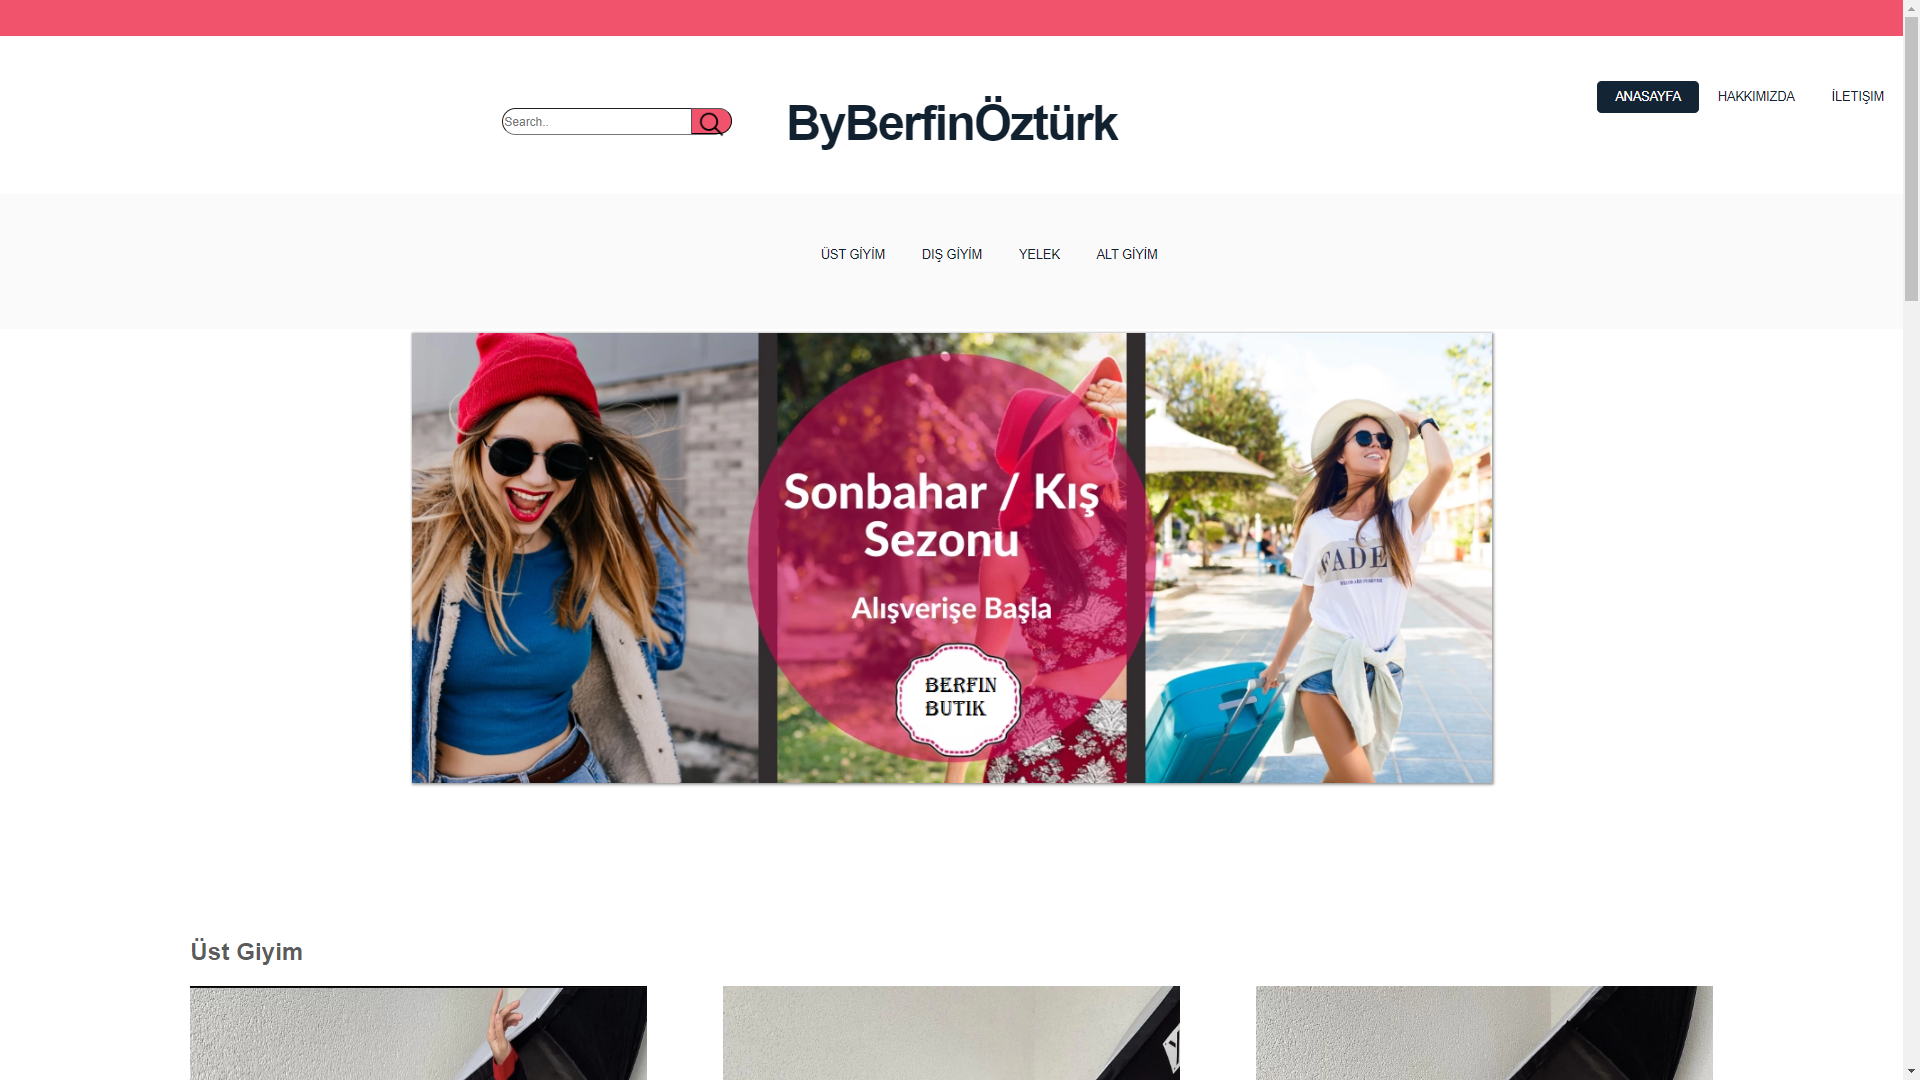 ANASAYFA
HAKKIMIZDA
İLETIŞIM
Search..
ByBerfinÖztürk
ÜST GİYİM
DIŞ GİYİM
YELEK
ALT GİYİM
Sonbahar / Kış
Sezonu
Alışverişe Başla
BERFIN
BUTIK
FADE
Üst Giyim